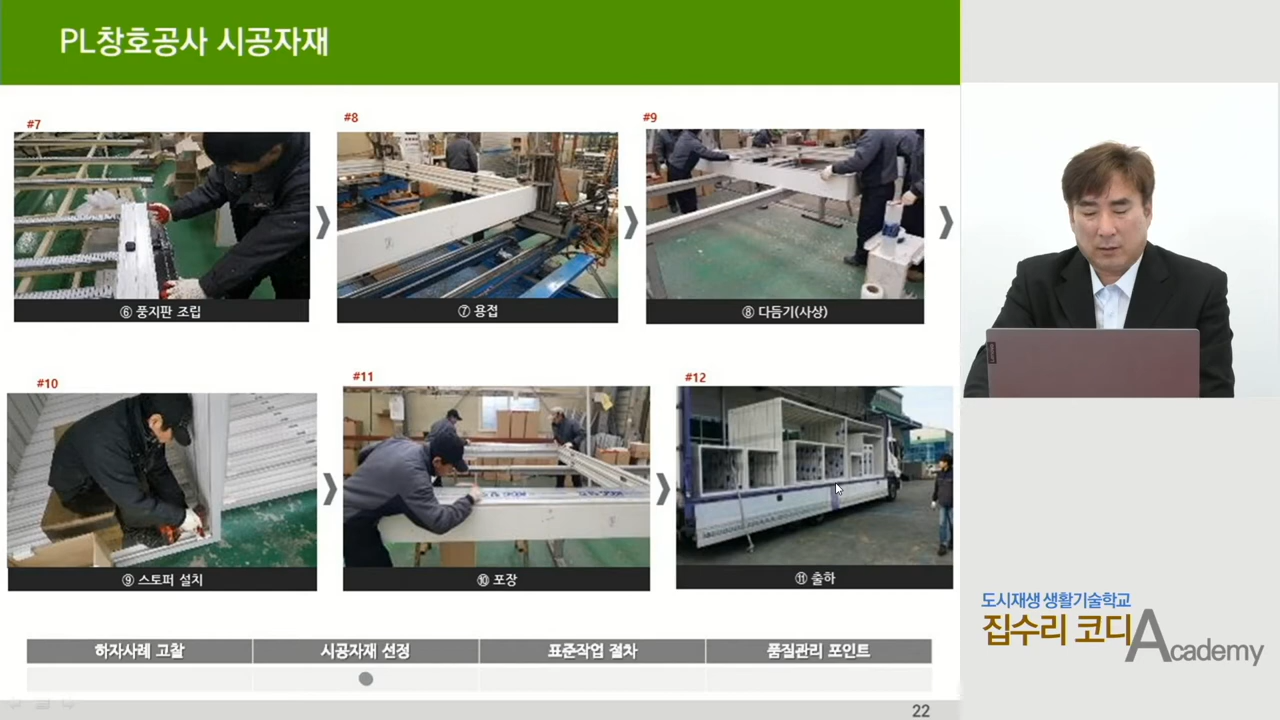 PL창호공사 시공자재
#7
#8
#9
⑥ 풍지판 조립
⑦ 용접
⑧ 다듬기(사상)
#10
#11
#12
⑨ 스토퍼 설치
⑩ 포장
⑪ 출하
하자사례 고찰
시공자재 선정
표준작업 절차
품질관리 포인트
22
도시재생 생활기술학교
집수리 코디Academy